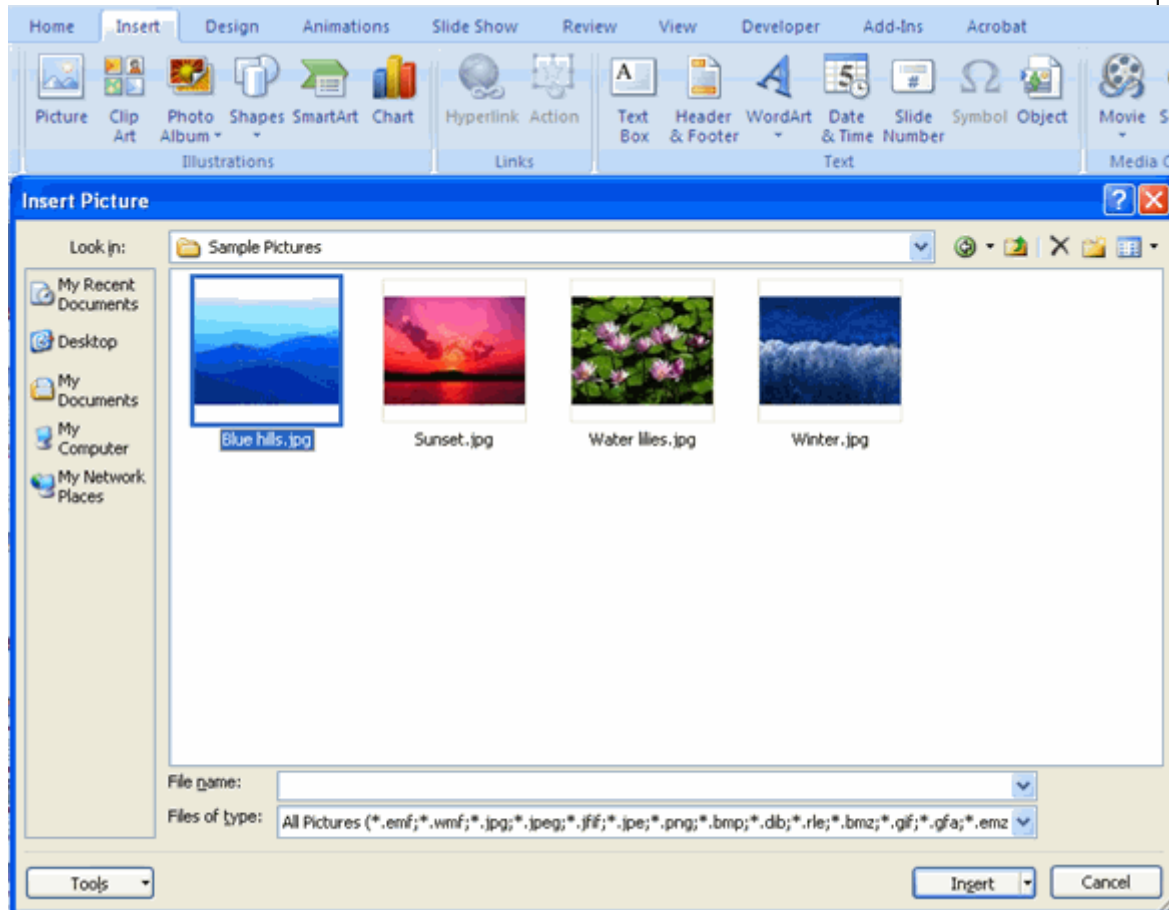 Home Insert Design Animations Slide Show Review View Developer Add-Ins Acrobat
Picture Clip Photo Shapes SmartArt Chart Hyperlink Action Text Header WordArt Date Slide Symbol Object Movie S
Art Album Box & Footer & Time Number
Illustrations Links Text Media C
Insert Picture
Look in: Sample Pictures
My Recent
Documents
Desktop
My
Documents
My
Computer
My Network
Places
Blue hills.jpg Sunset.jpg Water lilies.jpg Winter.jpg
File name:
Files of type: All Pictures (*.emf;*.wmf;*.jpg;*.jpeg;*.jfif;*.jpe;*.png;*.bmp;*.dib;*.rle;*.bmz;*.gif;*.gfa;*.emz
Tools Insert Cancel